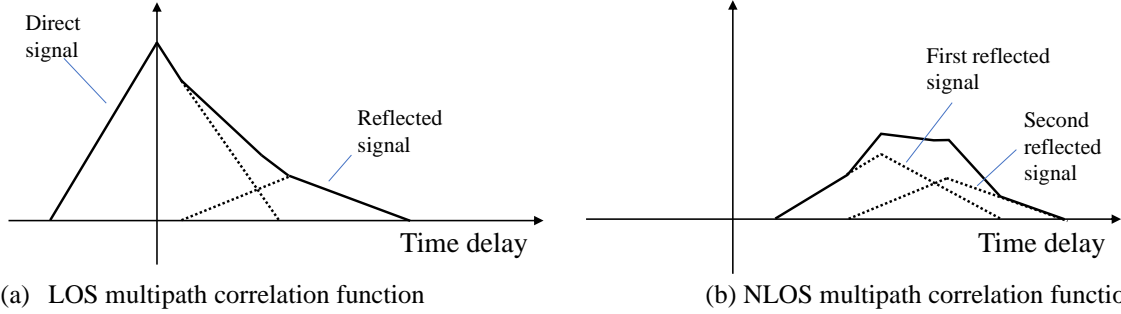 Direct
signal
Reflected
signal
Time delay
(a) LOS multipath correlation function
First reflected
signal
Second
reflected
signal
Time delay
(b) NLOS multipath correlation functio